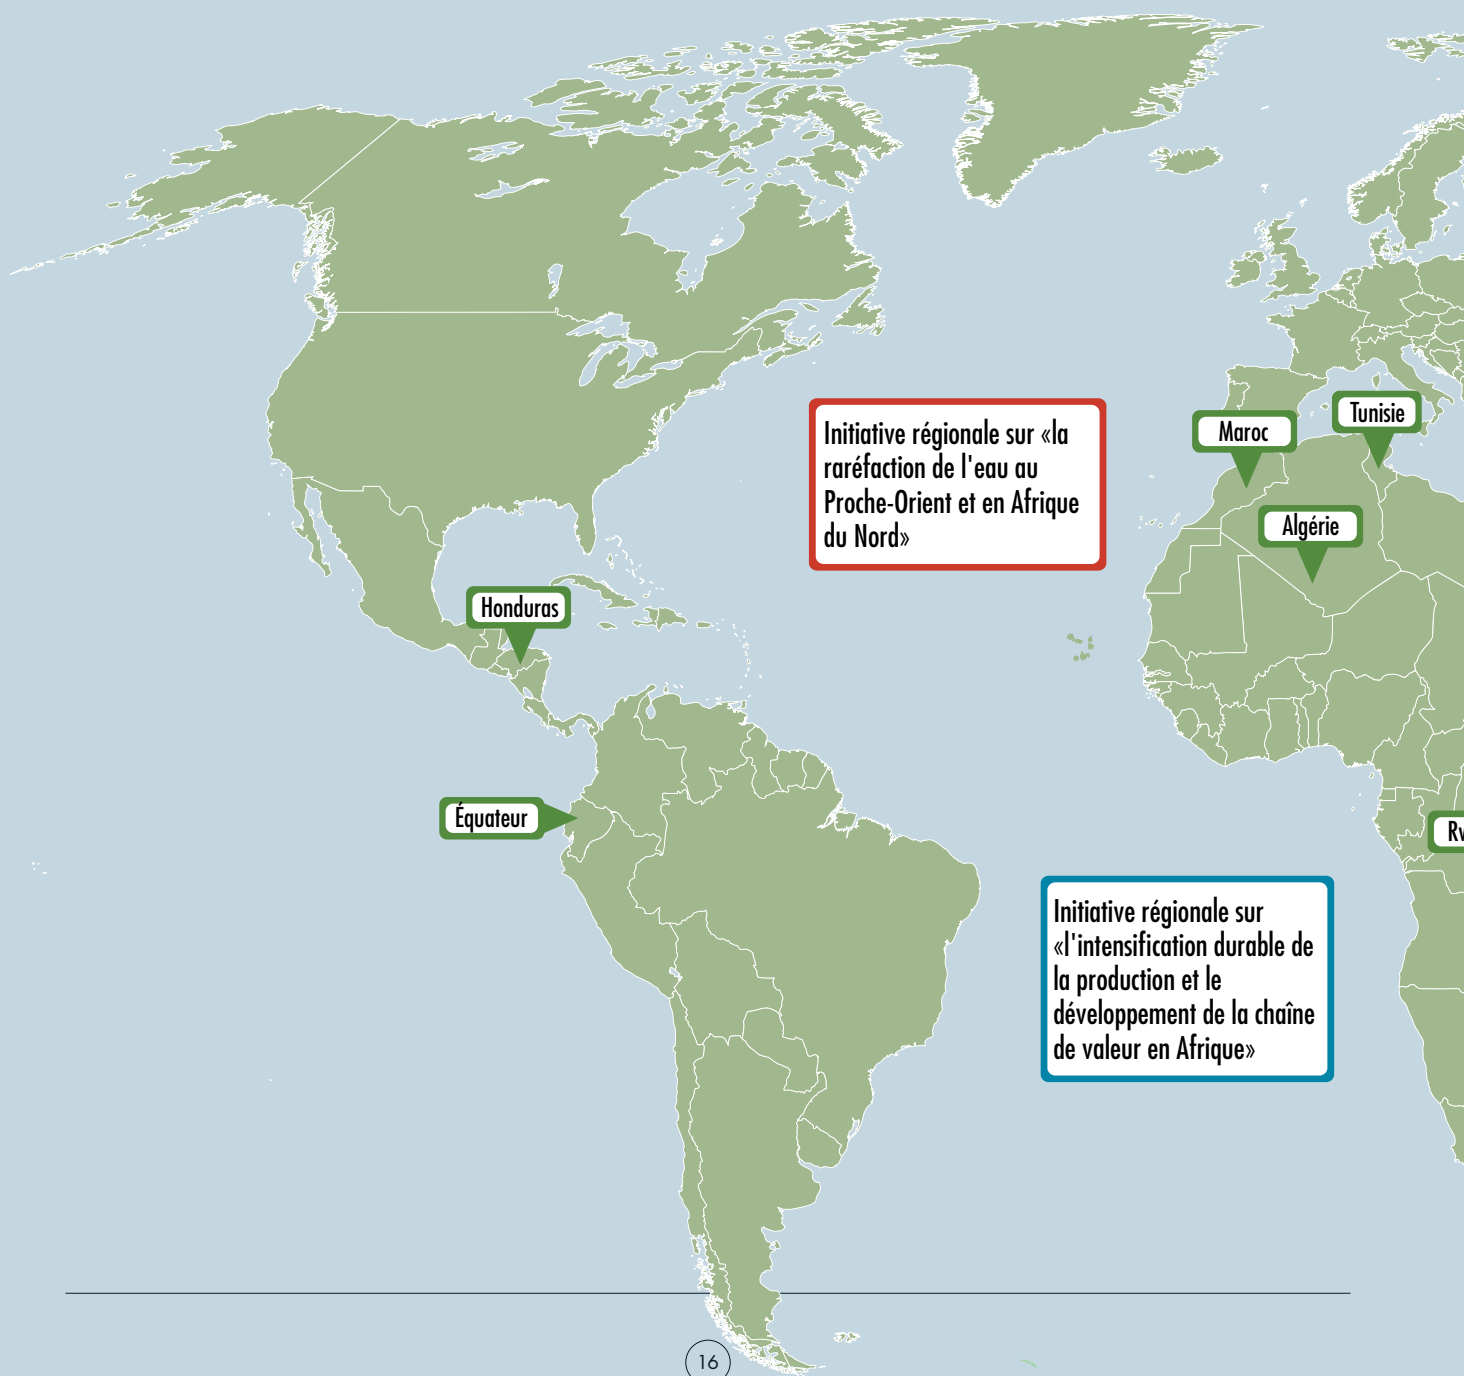 Tunisie
Maroc
Initiative régionale sur «la
raréfaction de l'eau au
Proche-Orient et en Afrique
du Nord»
Algérie
Honduras
Équateur
Initiative régionale sur
«l'intensification durable de
la production et le
développement de la chaîne
de valeur en Afrique»
16